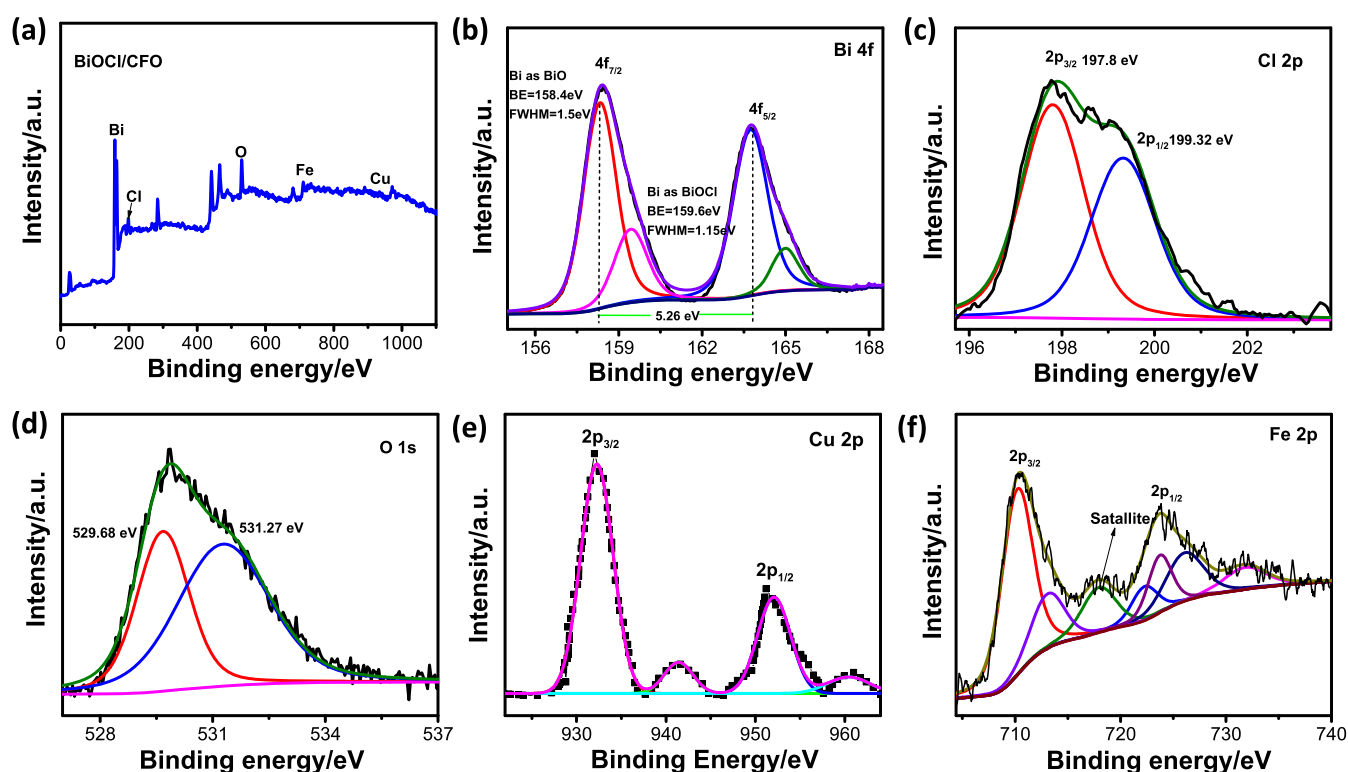 (a)
BiOCl/CFO
Bi
Cl
O
Fe
Cu
Intensity/a.u.
0 200 400 600 800 1000
Binding energy/eV
(b)
Bi 4f
4f7/2
Bi as BiO
BE=158.4eV
FWHM=1.5eV
4f5/2
Bi as BiOCl
BE=159.6eV
FWHM=1.15eV
5.26 eV
Intensity/a.u.
156 159 162 165 168
Binding energy/eV
(c)
Cl 2p
2p3/2 197.8 eV
2p1/2 199.32 eV
Intensity/a.u.
196 198 200 202
Binding energy/eV
(d)
O 1s
529.68 eV
531.27 eV
Intensity/a.u.
528 531 534 537
Binding energy/eV
(e)
Cu 2p
2p3/2
2p1/2
Intensity/a.u.
930 940 950 960
Binding Energy/eV
(f)
Fe 2p
2p3/2
2p1/2
Satallite
Intensity/a.u.
710 720 730 740
Binding energy/eV